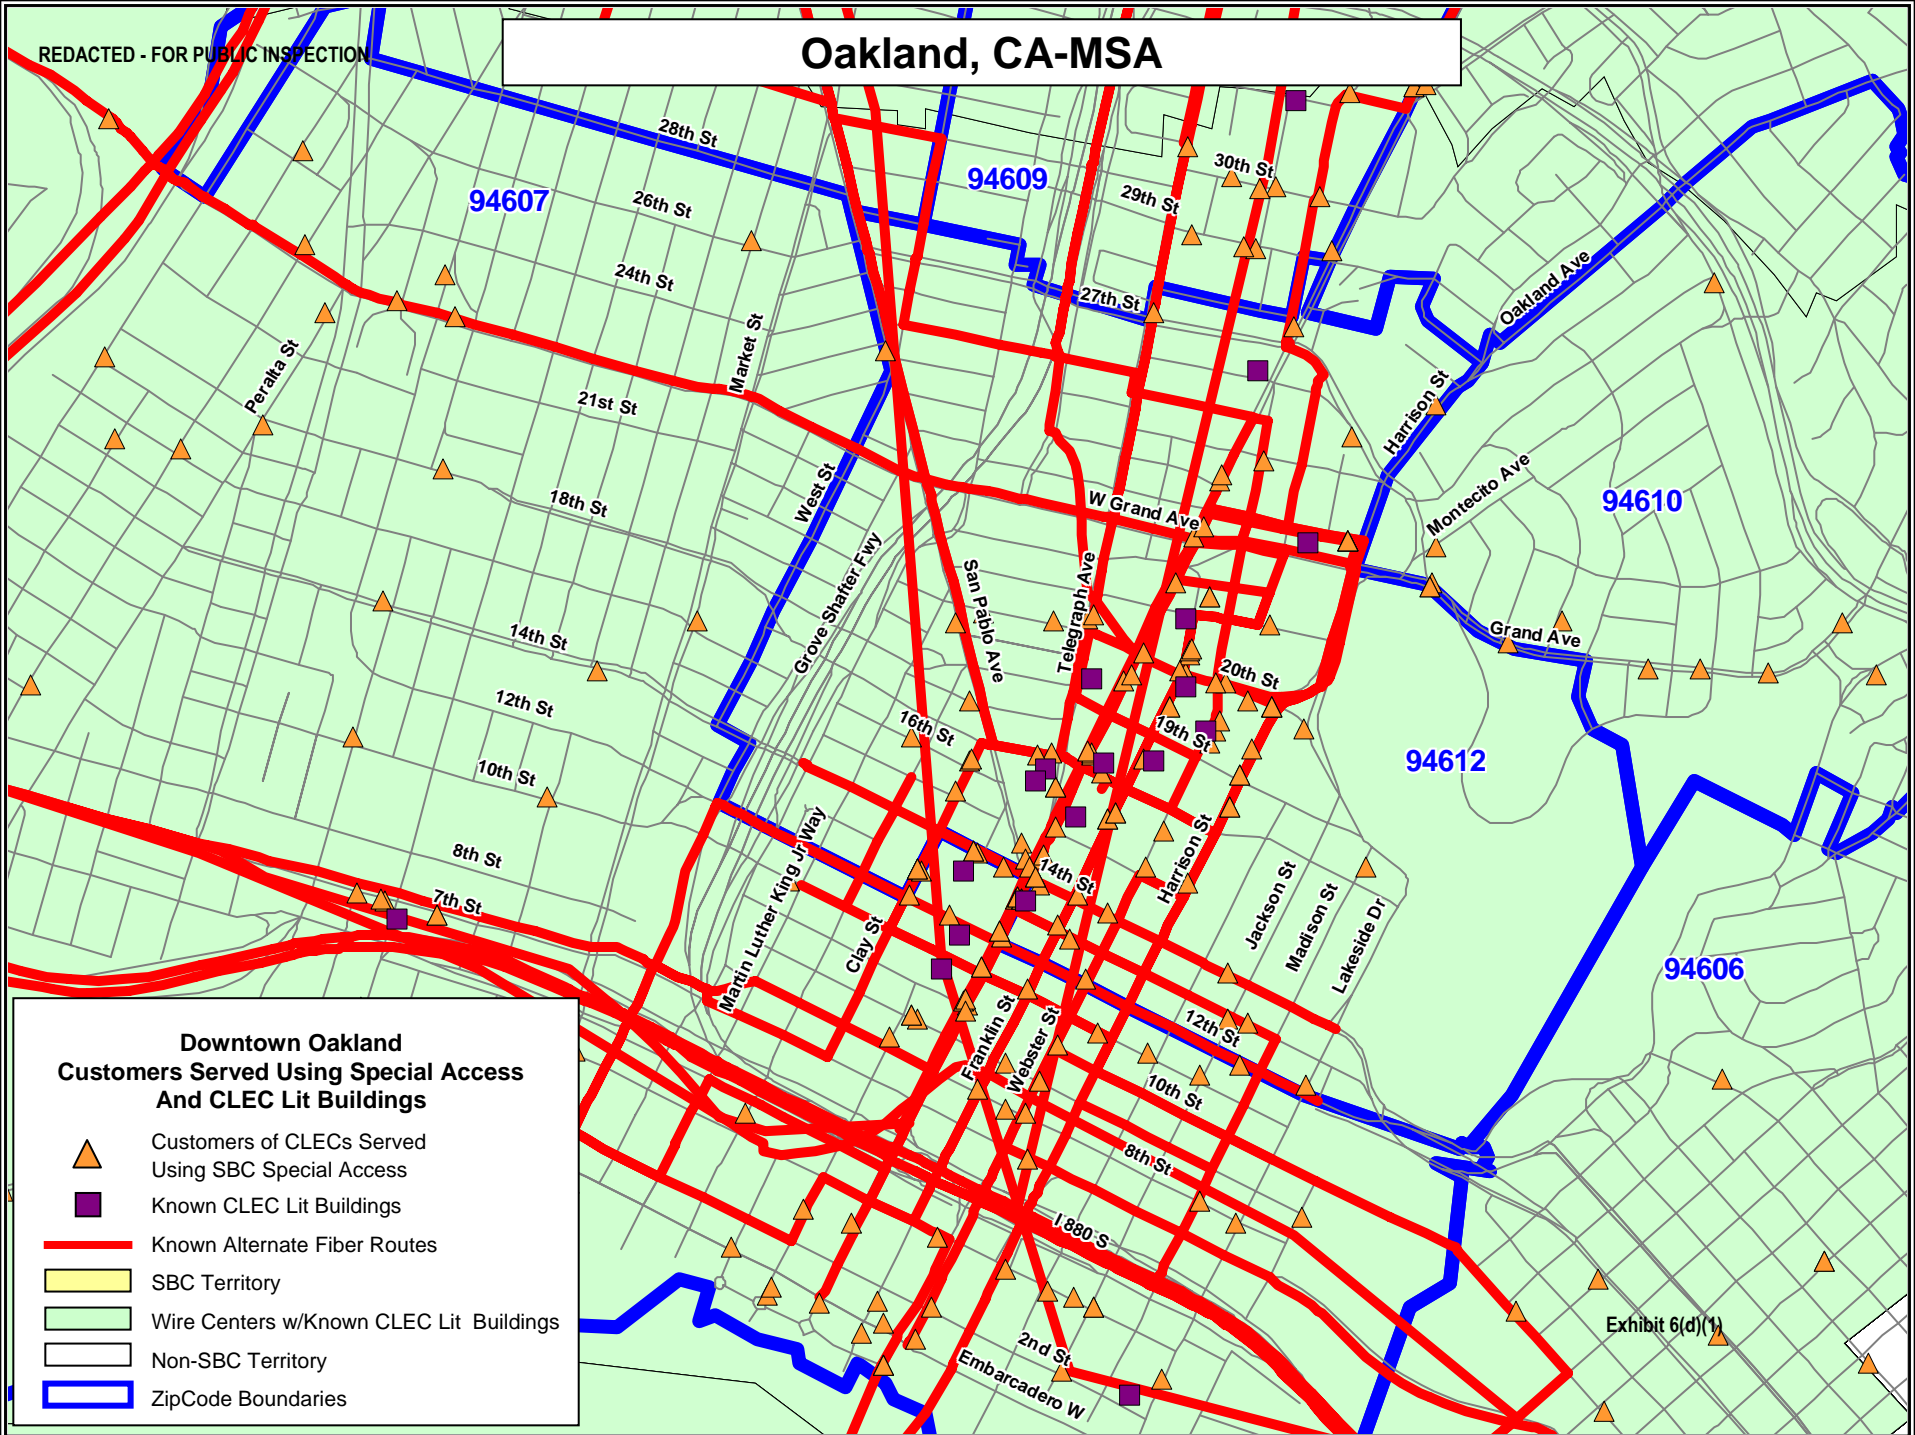 Oakland, CA-MSA
REDACTED - FOR PUBLIC INSPECTION
28th St
94609
30th St
94607
26th St
29th St
24th St
27th St
Oakland Ave
Market St
Peralta St
21st St
Harrison St
West St
18th St
W Grand Ave
Montecito Ave
94610
Grove Shafter Fwy
San Pablo Ave
Telegraph Ave
14th St
Grand Ave
20th St
12th St
16th St
19th St
94612
10th St
Martin Luther King Jr Way
Harrison St
8th St
14th St
7th St
Clay St
Jackson St
Madison St
Lakeside Dr
94606
Franklin St
Webster St
12th St
10th St
8th St
I 880 S
2nd St
Embarcadero W
Exhibit 6(d)(1)
Downtown Oakland
Customers Served Using Special Access
And CLEC Lit Buildings
Customers of CLECs Served
Using SBC Special Access
Known CLEC Lit Buildings
Known Alternate Fiber Routes
SBC Territory
Wire Centers w/Known CLEC Lit Buildings
Non-SBC Territory
ZipCode Boundaries